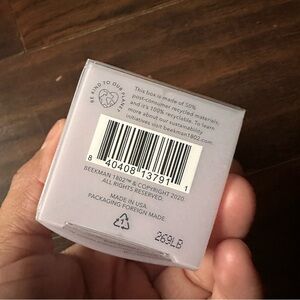 BE KIND TO OUR PLANET
This box is made of 50%
post-consumer recycled materials,
and it's 100% recyclable. To learn
more about our sustainability
initiatives visit beekman1802.com
8 40408 13791 1
BEEKMAN 1802™ & COPYRIGHT 2020.
ALL RIGHTS RESERVED.
MADE IN USA.
PACKAGING FOREIGN MADE.
269LB